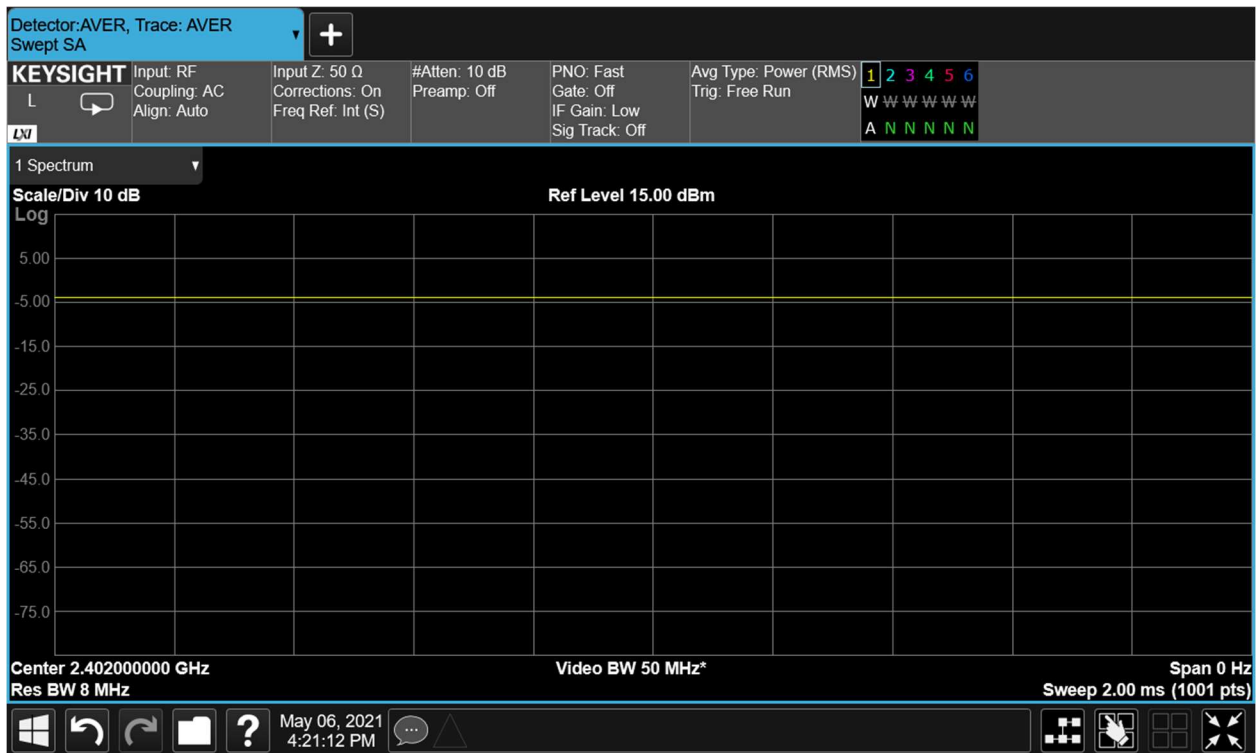 Detector:AVER, Trace: AVER
Swept SA
KEYSIGHT
L
LXI
Input: RF
Coupling: AC
Align: Auto
Input Z: 50 Ω
Corrections: On
Freq Ref: Int (S)
#Atten: 10 dB
Preamp: Off
PNO: Fast
Gate: Off
IF Gain: Low
Sig Track: Off
Avg Type: Power (RMS)
Trig: Free Run
1 2 3 4 5 6
W W W W W W
A N N N N N
1 Spectrum
Scale/Div 10 dB
Ref Level 15.00 dBm
Log
5.00
-5.00
-15.0
-25.0
-35.0
-45.0
-55.0
-65.0
-75.0
Center 2.402000000 GHz
Video BW 50 MHz*
Span 0 Hz
Res BW 8 MHz
Sweep 2.00 ms (1001 pts)
?
May 06, 2021
4:21:12 PM